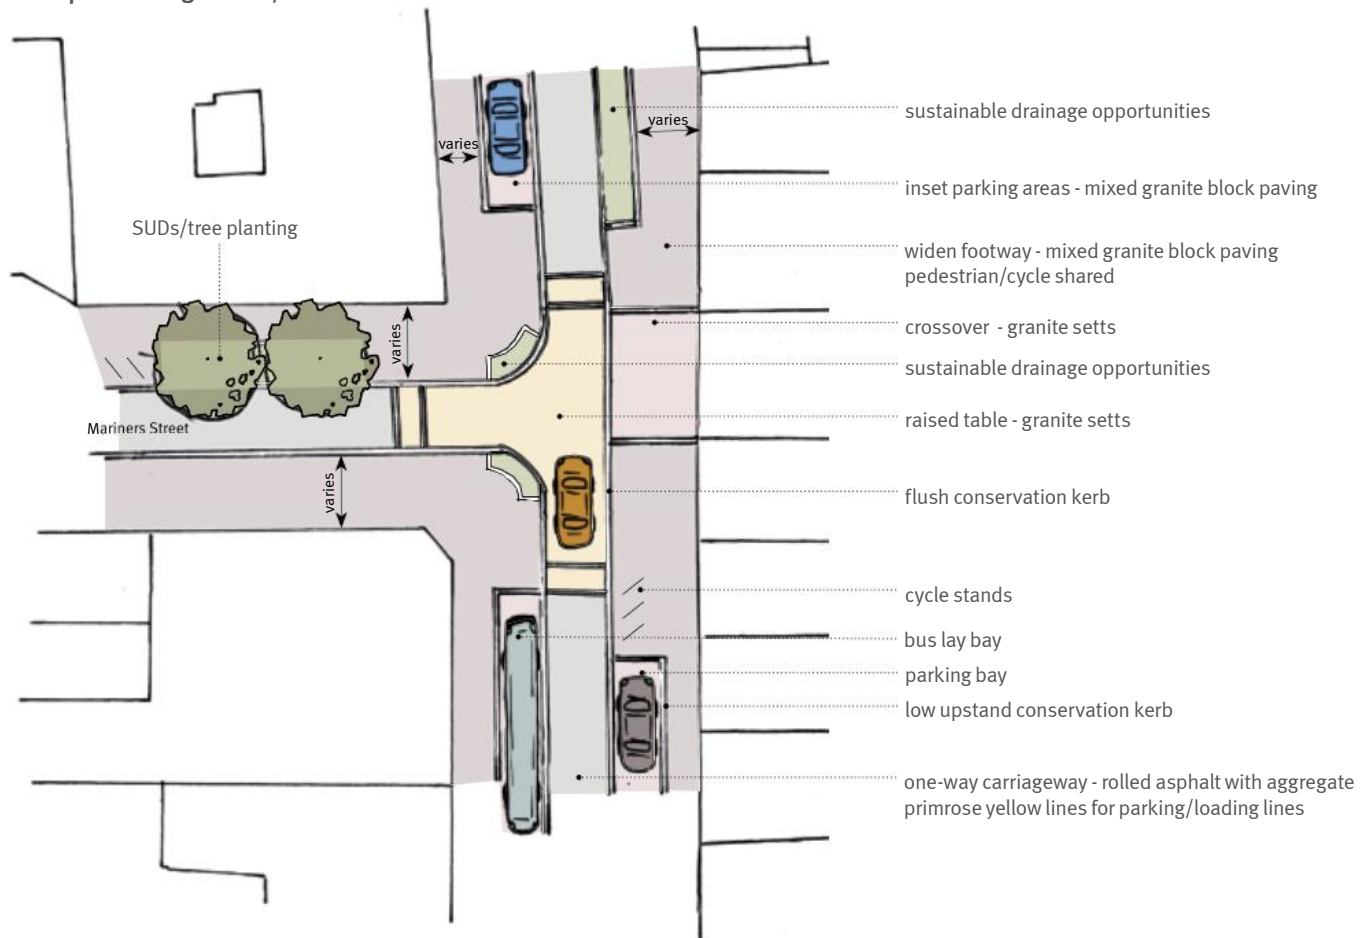 varies
varies
SUDs/tree planting
varies
Mariners Street
varies
sustainable drainage opportunities
inset parking areas - mixed granite block paving
widen footway - mixed granite block paving
pedestrian/cycle shared
crossover - granite setts
sustainable drainage opportunities
raised table - granite setts
flush conservation kerb
cycle stands
bus lay bay
parking bay
low upstand conservation kerb
one-way carriageway - rolled asphalt with aggregate
primrose yellow lines for parking/loading lines